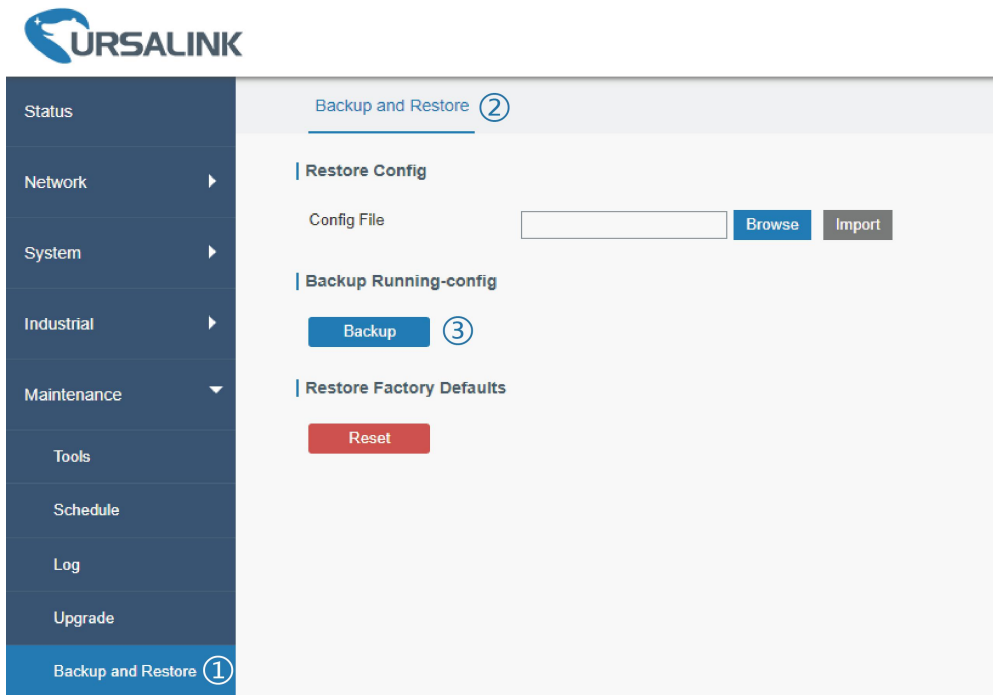 URSALINK
Status
Network
System
Industrial
Maintenance
Tools
Schedule
Log
Upgrade
Backup and Restore ①
Backup and Restore ②
Restore Config
Config File Browse Import
Backup Running-config
Backup ③
Restore Factory Defaults
Reset